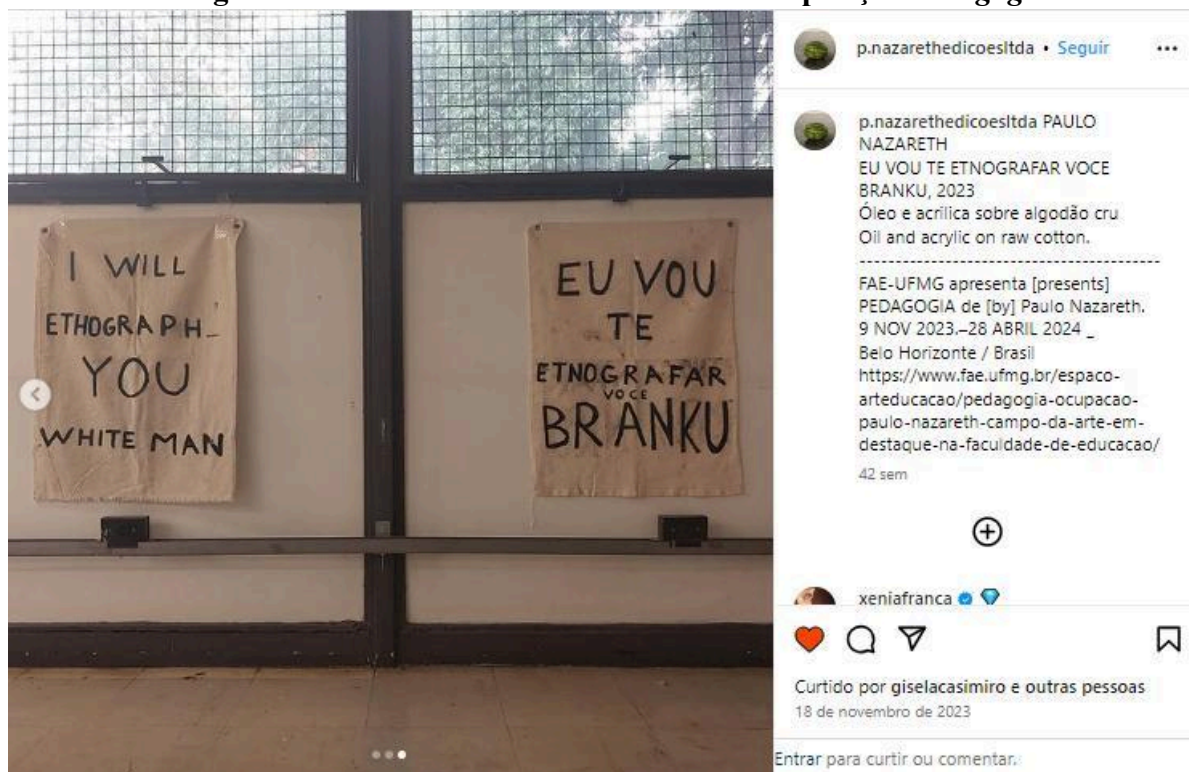 I WILL
ETHOGRAPH_
YOU
WHITE MAN
EU VOU
TE
ETNOGRAFAR
VOCE
BRANKU
p.nazarethedicoesltda • Seguir
p.nazarethedicoesltda PAULO
NAZARETH
EU VOU TE ETNOGRAFAR VOCE
BRANKU, 2023
Óleo e acrilica sobre algodão cru
Oil and acrylic on raw cotton.
-----------------------------------------
FAE-UFMG apresenta [presents]
PEDAGOGIA de [by] Paulo Nazareth.
9 NOV 2023.–28 ABRIL 2024 _
Belo Horizonte / Brasil
https://www.fae.ufmg.br/espaco-
arteducacao/pedagogia-ocupacao-
paulo-nazareth-campo-da-arte-em-
destaque-na-faculdade-de-educacao/
42 sem
xeniafranca
Curtido por giselacasimiro e outras pessoas
18 de novembro de 2023
Entrar para curtir ou comentar.